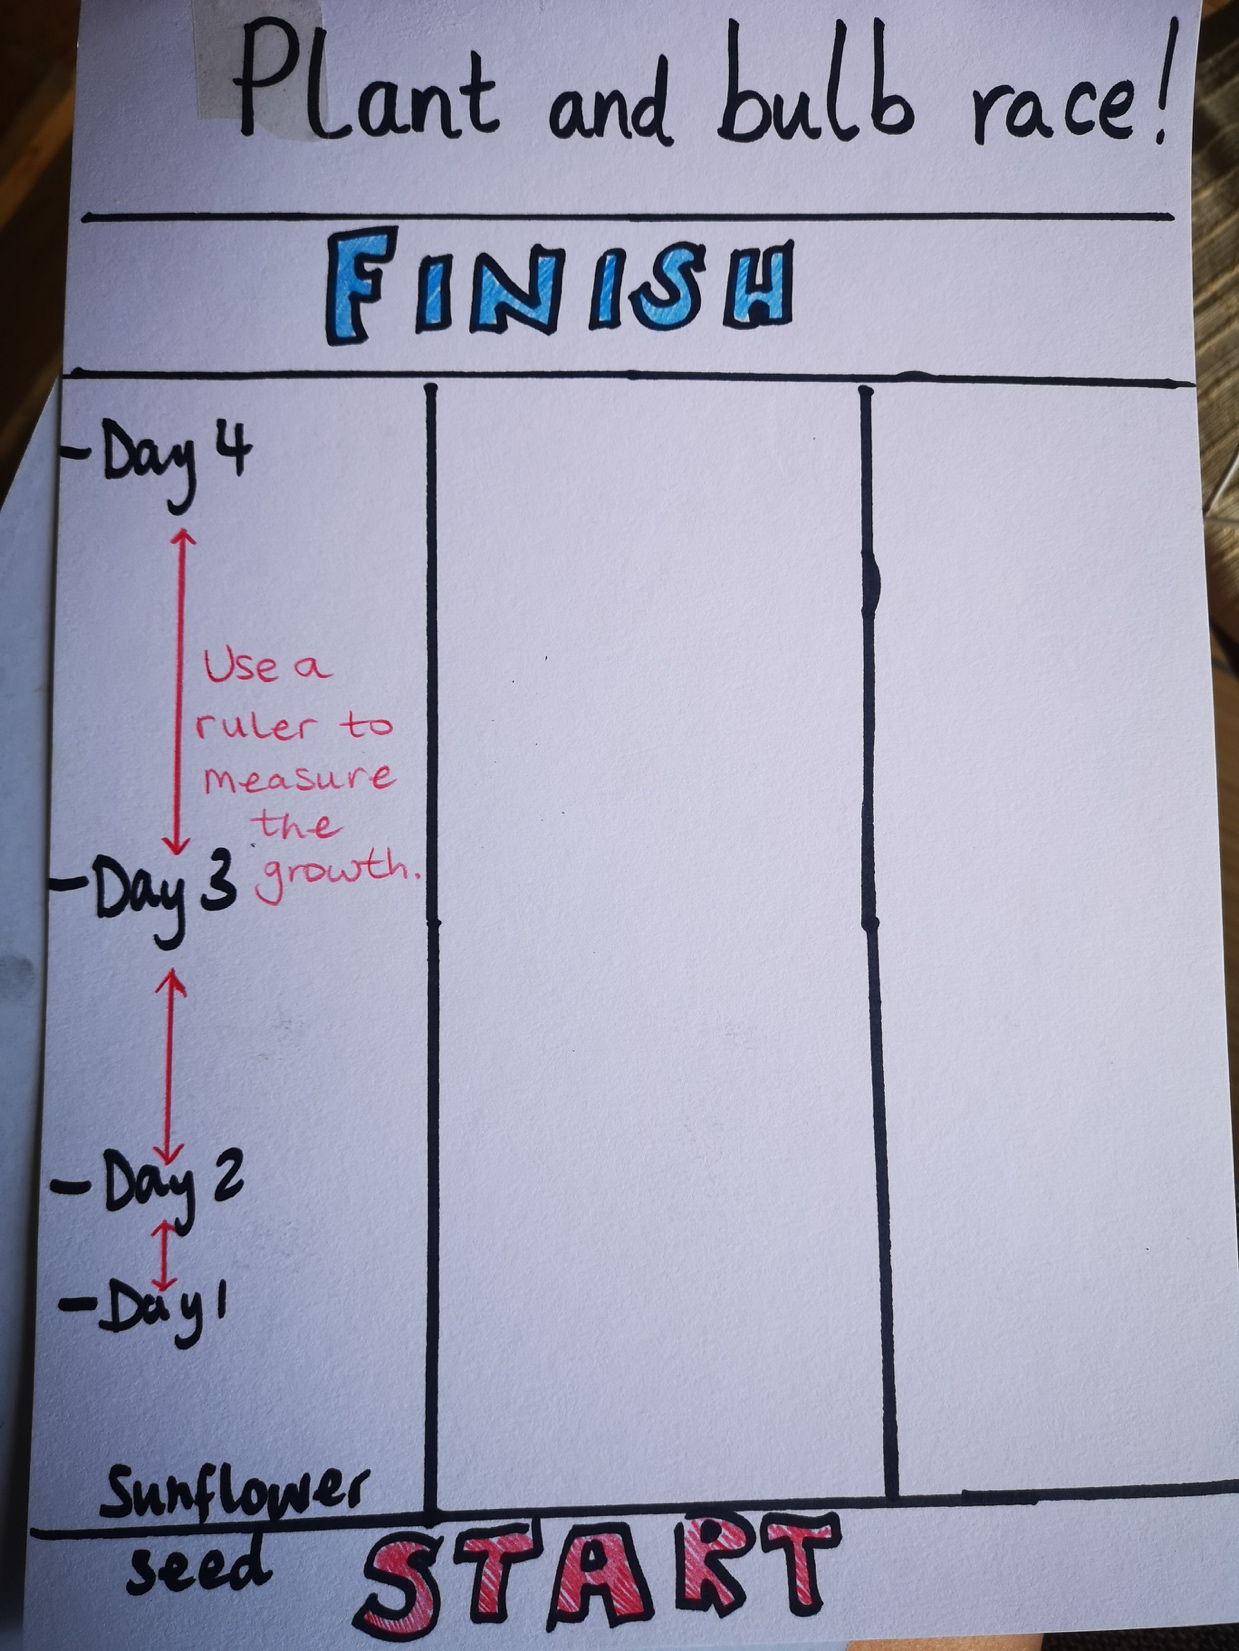 Plant and bulb race!
FINISH
- Day 4
Use a
ruler to
measure
the
growth.
- Day 3
- Day 2
- Day 1
Sunflower
seed
START